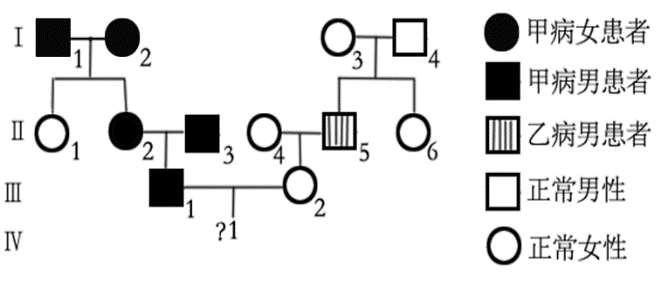 I 1 2 3 4 甲病女患者
甲病男患者
II 1 2 3 4 5 6 乙病男患者
III 1 2 正常男性
IV ?1 正常女性